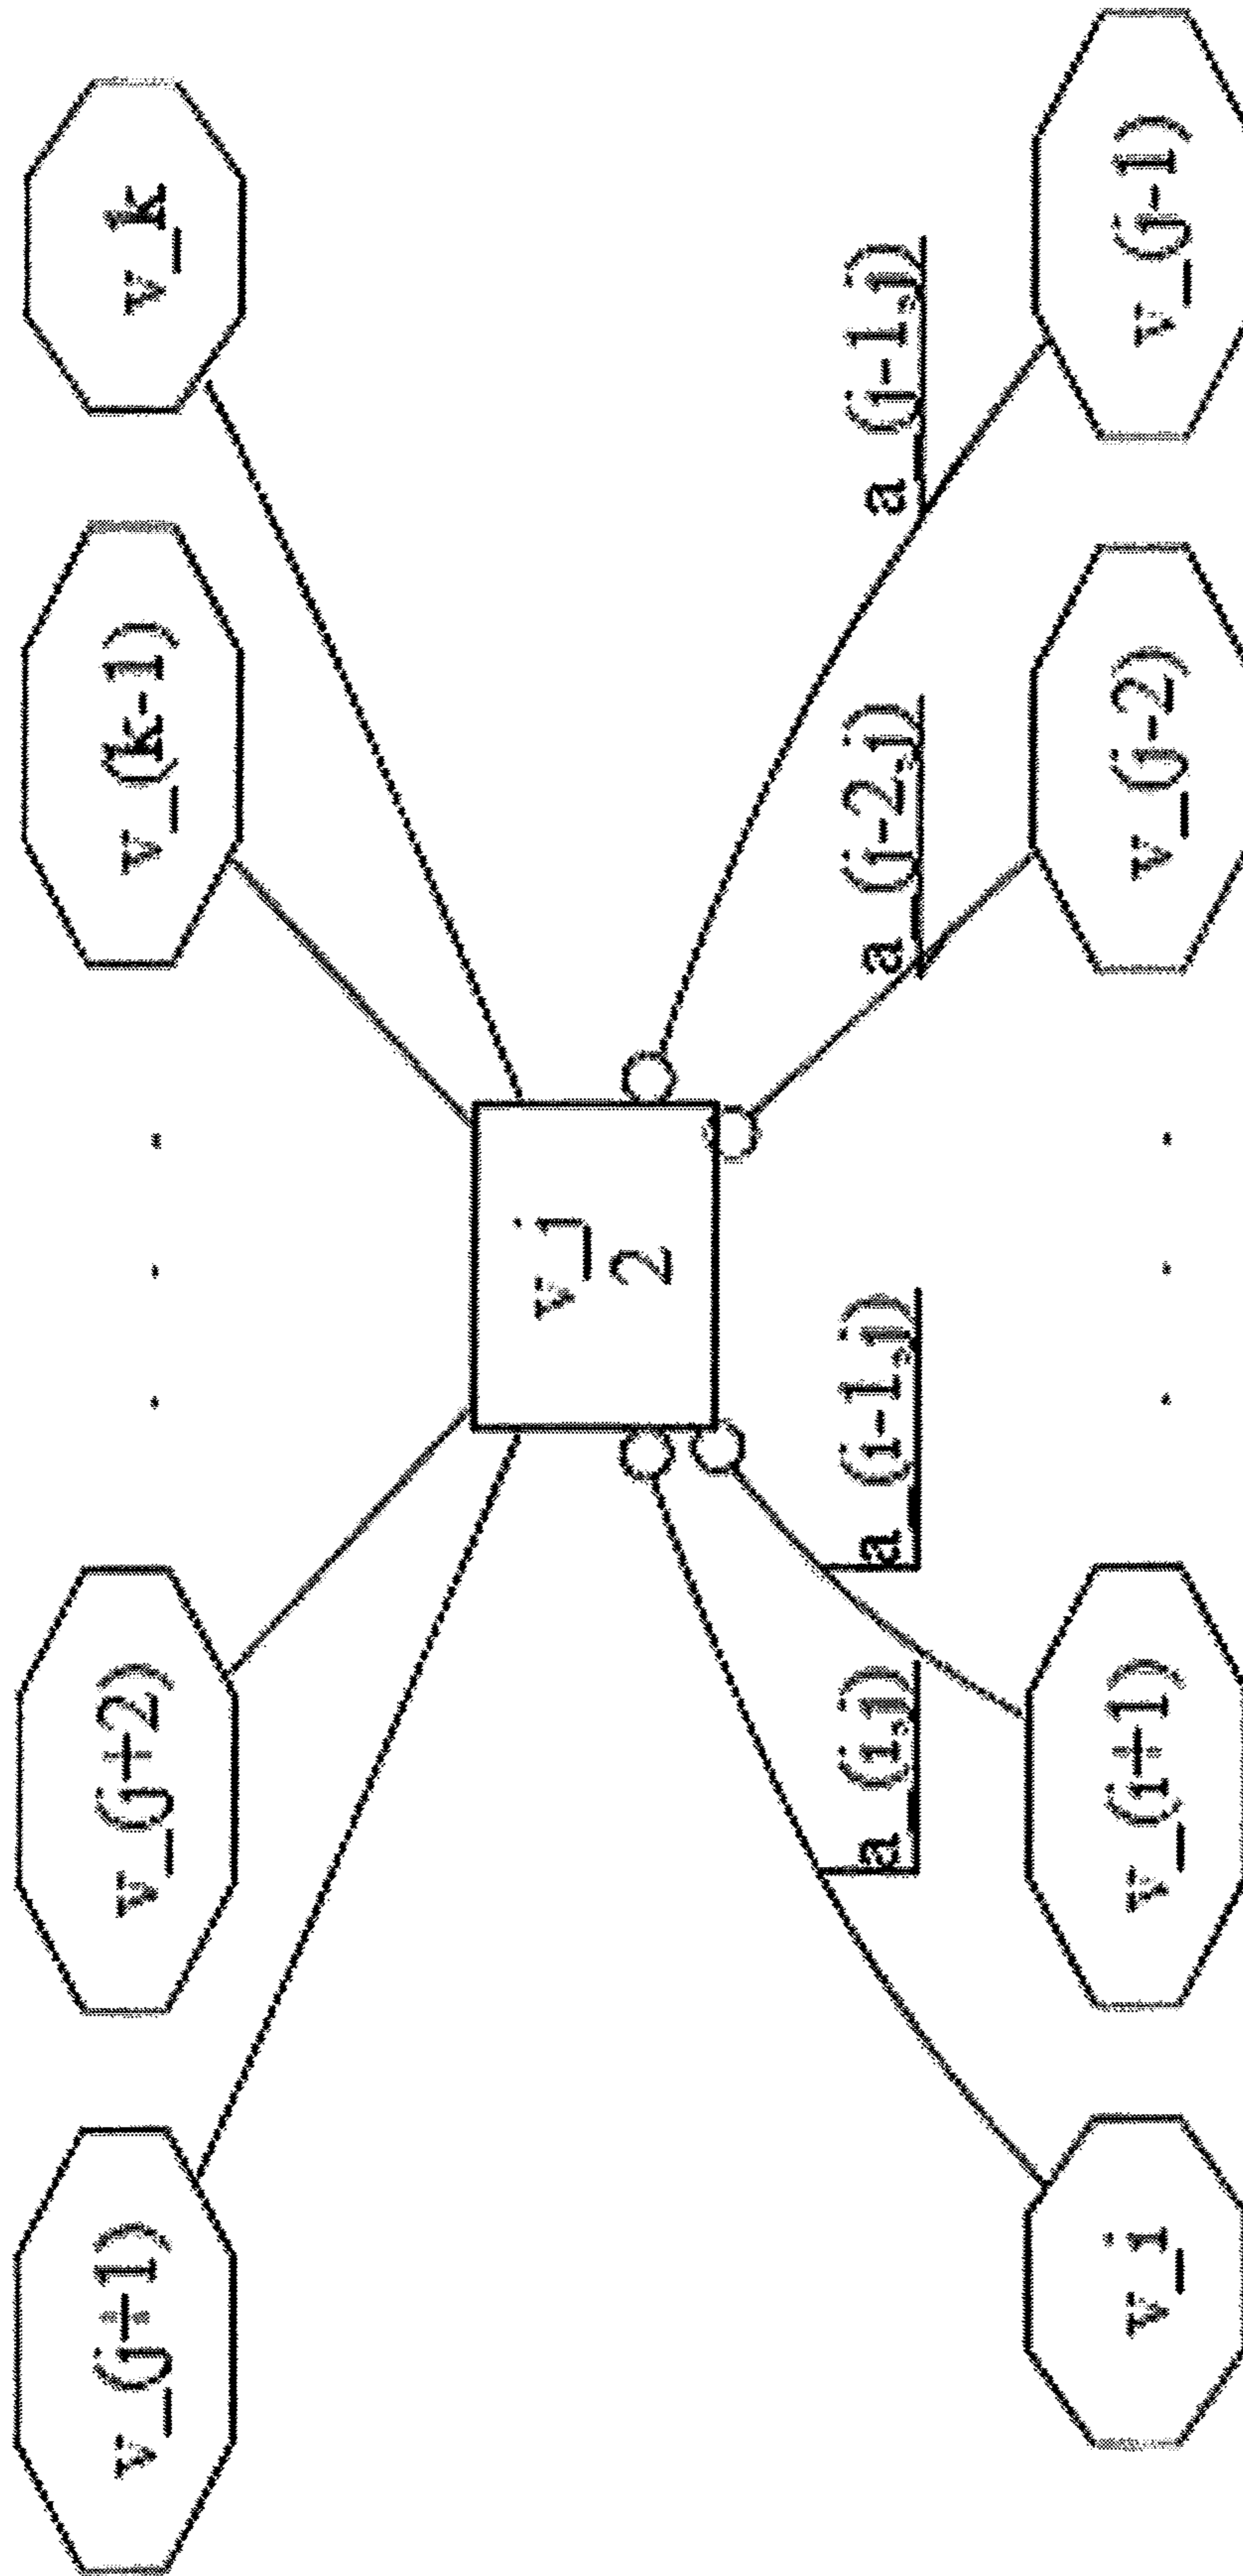 v_(j+1)
v_(j+2)
. . .
v_(k-1)
v_k
v_j
2
a_(i,j)
a_(i-1,j)
a_(j-2,j)
a_(j-1,j)
v_i
v_(i+1)
. . .
v_(j-2)
v_(j-1)